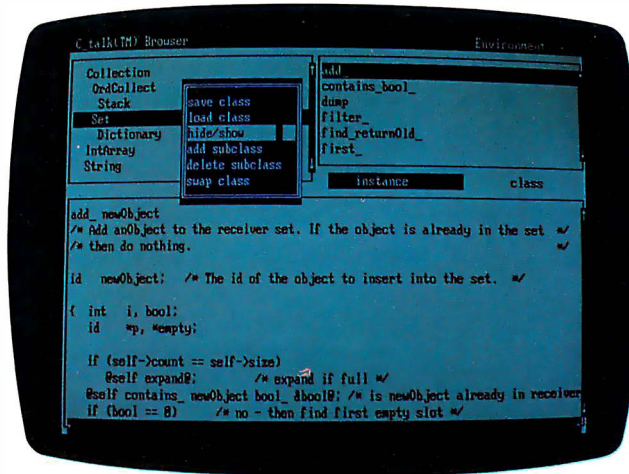 C_talk(TM) Browser
Environment
Collection
OrdCollect
Stack
Set
Dictionary
IntArray
String
save class
load class
hide/show
add subclass
delete subclass
swap class
add_
contains_bool_
dump
filter_
find_returnOld_
first_
instance
class
add_ newObject
/* Add anObject to the receiver set. If the object is already in the set */
/* then do nothing. */
id newObject; /* The id of the object to insert into the set. */
{ int i, bool;
id *p, *empty;
if (self->count == self->size)
@self expand@; /* expand if full */
@self contains_ newObject bool_ &bool@; /* is newObject already in receiver
if (bool == 0) /* no - then find first empty slot */